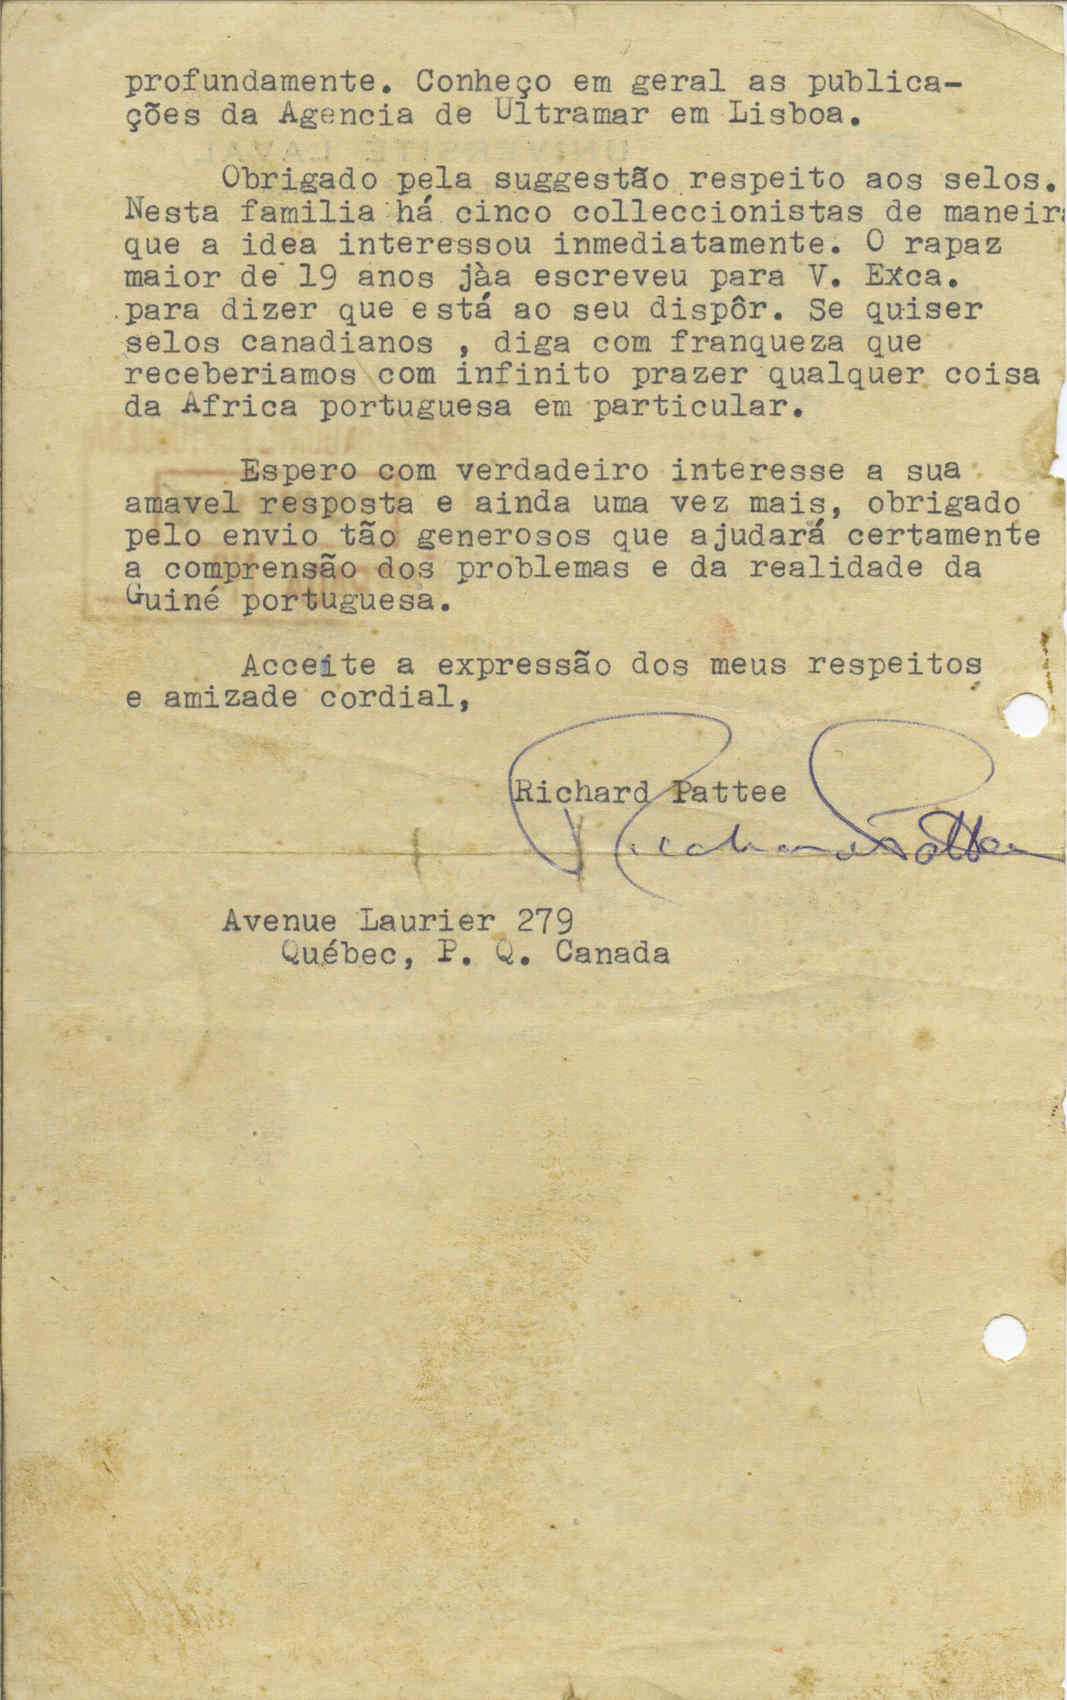 profundamente. Conheço em geral as publica-
ções da Agencia de Ultramar em Lisboa.
Obrigado pela suggestão respeito aos selos.
Nesta familia há cinco colleccionistas de maneira
que a idea interessou inmediatamente. O rapaz
maior de 19 anos jàa escreveu para V. Exca.
para dizer que está ao seu dispôr. Se quiser
selos canadianos , diga com franqueza que
receberiamos com infinito prazer qualquer coisa
da Africa portuguesa em particular.
Espero com verdadeiro interesse a sua
amavel resposta e ainda uma vez mais, obrigado
pelo envio tão generosos que ajudará certamente
a comprensão dos problemas e da realidade da
Guiné portuguesa.
Acceite a expressão dos meus respeitos
e amizade cordial,
Richard Pattee
Richard Pattee
Avenue Laurier 279
Québec, P. Q. Canada